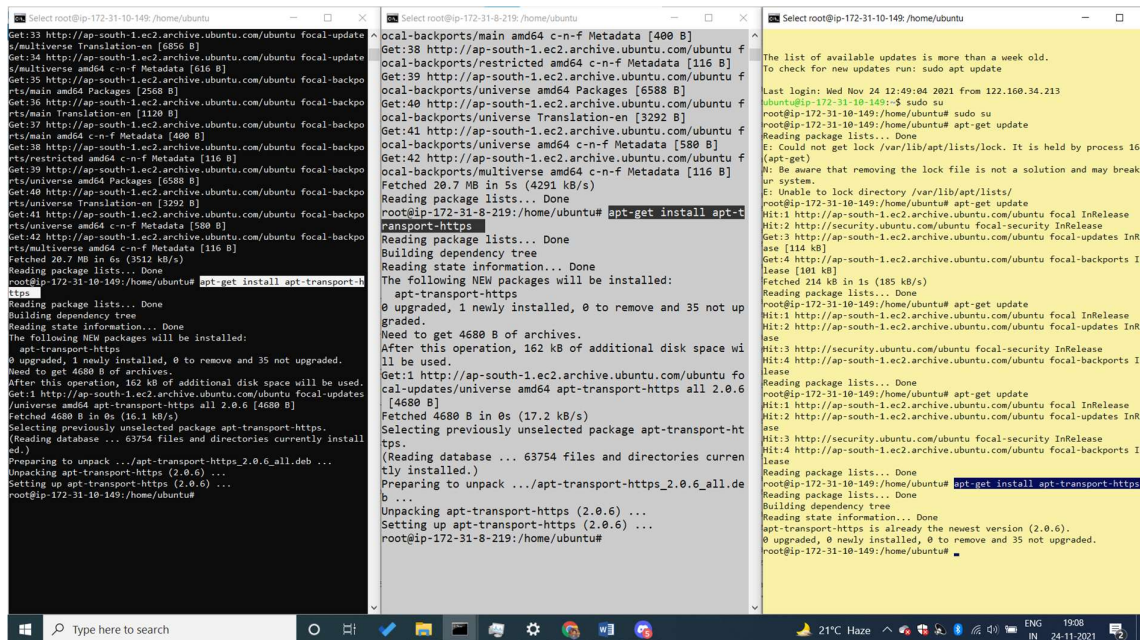 Select root@ip-172-31-10-149: /home/ubuntu
Get:33 http://ap-south-1.ec2.archive.ubuntu.com/ubuntu focal-update
s/multiverse Translation-en [6856 B]
Get:34 http://ap-south-1.ec2.archive.ubuntu.com/ubuntu focal-update
s/multiverse amd64 c-n-f Metadata [616 B]
Get:35 http://ap-south-1.ec2.archive.ubuntu.com/ubuntu focal-backpo
rts/main amd64 Packages [2568 B]
Get:36 http://ap-south-1.ec2.archive.ubuntu.com/ubuntu focal-backpo
rts/main Translation-en [1120 B]
Get:37 http://ap-south-1.ec2.archive.ubuntu.com/ubuntu focal-backpo
rts/main amd64 c-n-f Metadata [400 B]
Get:38 http://ap-south-1.ec2.archive.ubuntu.com/ubuntu focal-backpo
rts/restricted amd64 c-n-f Metadata [116 B]
Get:39 http://ap-south-1.ec2.archive.ubuntu.com/ubuntu focal-backpo
rts/universe amd64 Packages [6588 B]
Get:40 http://ap-south-1.ec2.archive.ubuntu.com/ubuntu focal-backpo
rts/universe Translation-en [3292 B]
Get:41 http://ap-south-1.ec2.archive.ubuntu.com/ubuntu focal-backpo
rts/universe amd64 c-n-f Metadata [580 B]
Get:42 http://ap-south-1.ec2.archive.ubuntu.com/ubuntu focal-backpo
rts/multiverse amd64 c-n-f Metadata [116 B]
Fetched 20.7 MB in 6s (3512 kB/s)
Reading package lists... Done
root@ip-172-31-10-149:/home/ubuntu# apt-get install apt-transport-h
ttps
Reading package lists... Done
Building dependency tree
Reading state information... Done
The following NEW packages will be installed:
apt-transport-https
0 upgraded, 1 newly installed, 0 to remove and 35 not upgraded.
Need to get 4680 B of archives.
After this operation, 162 kB of additional disk space will be used.
Get:1 http://ap-south-1.ec2.archive.ubuntu.com/ubuntu focal-updates
/universe amd64 apt-transport-https all 2.0.6 [4680 B]
Fetched 4680 B in 0s (16.1 kB/s)
Selecting previously unselected package apt-transport-https.
(Reading database ... 63754 files and directories currently install
ed.)
Preparing to unpack .../apt-transport-https_2.0.6_all.deb ...
Unpacking apt-transport-https (2.0.6) ...
Setting up apt-transport-https (2.0.6) ...
root@ip-172-31-10-149:/home/ubuntu#
Select root@ip-172-31-8-219: /home/ubuntu
ocal-backports/main amd64 c-n-f Metadata [400 B]
Get:38 http://ap-south-1.ec2.archive.ubuntu.com/ubuntu f
ocal-backports/restricted amd64 c-n-f Metadata [116 B]
Get:39 http://ap-south-1.ec2.archive.ubuntu.com/ubuntu f
ocal-backports/universe amd64 Packages [6588 B]
Get:40 http://ap-south-1.ec2.archive.ubuntu.com/ubuntu f
ocal-backports/universe Translation-en [3292 B]
Get:41 http://ap-south-1.ec2.archive.ubuntu.com/ubuntu f
ocal-backports/universe amd64 c-n-f Metadata [580 B]
Get:42 http://ap-south-1.ec2.archive.ubuntu.com/ubuntu f
ocal-backports/multiverse amd64 c-n-f Metadata [116 B]
Fetched 20.7 MB in 5s (4291 kB/s)
Reading package lists... Done
root@ip-172-31-8-219:/home/ubuntu# apt-get install apt-t
ransport-https
Reading package lists... Done
Building dependency tree
Reading state information... Done
The following NEW packages will be installed:
apt-transport-https
0 upgraded, 1 newly installed, 0 to remove and 35 not up
graded.
Need to get 4680 B of archives.
After this operation, 162 kB of additional disk space wi
ll be used.
Get:1 http://ap-south-1.ec2.archive.ubuntu.com/ubuntu fo
cal-updates/universe amd64 apt-transport-https all 2.0.6
[4680 B]
Fetched 4680 B in 0s (17.2 kB/s)
Selecting previously unselected package apt-transport-ht
tps.
(Reading database ... 63754 files and directories curren
tly installed.)
Preparing to unpack .../apt-transport-https_2.0.6_all.de
b ...
Unpacking apt-transport-https (2.0.6) ...
Setting up apt-transport-https (2.0.6) ...
root@ip-172-31-8-219:/home/ubuntu#
Select root@ip-172-31-10-149: /home/ubuntu
The list of available updates is more than a week old.
To check for new updates run: sudo apt update
Last login: Wed Nov 24 12:49:04 2021 from 122.160.34.213
ubuntu@ip-172-31-10-149:~$ sudo su
root@ip-172-31-10-149:/home/ubuntu# sudo su
root@ip-172-31-10-149:/home/ubuntu# apt-get update
Reading package lists... Done
E: Could not get lock /var/lib/apt/lists/lock. It is held by process 16
(apt-get)
N: Be aware that removing the lock file is not a solution and may break
ur system.
E: Unable to lock directory /var/lib/apt/lists/
root@ip-172-31-10-149:/home/ubuntu# apt-get update
Hit:1 http://ap-south-1.ec2.archive.ubuntu.com/ubuntu focal InRelease
Hit:2 http://security.ubuntu.com/ubuntu focal-security InRelease
Get:3 http://ap-south-1.ec2.archive.ubuntu.com/ubuntu focal-updates InR
ase [114 kB]
Get:4 http://ap-south-1.ec2.archive.ubuntu.com/ubuntu focal-backports I
lease [101 kB]
Fetched 214 kB in 1s (185 kB/s)
Reading package lists... Done
root@ip-172-31-10-149:/home/ubuntu# apt-get update
Hit:1 http://ap-south-1.ec2.archive.ubuntu.com/ubuntu focal InRelease
Hit:2 http://ap-south-1.ec2.archive.ubuntu.com/ubuntu focal-updates InR
ase
Hit:3 http://security.ubuntu.com/ubuntu focal-security InRelease
Hit:4 http://ap-south-1.ec2.archive.ubuntu.com/ubuntu focal-backports I
lease
Reading package lists... Done
root@ip-172-31-10-149:/home/ubuntu# apt-get update
Hit:1 http://ap-south-1.ec2.archive.ubuntu.com/ubuntu focal InRelease
Hit:2 http://ap-south-1.ec2.archive.ubuntu.com/ubuntu focal-updates InR
ase
Hit:3 http://security.ubuntu.com/ubuntu focal-security InRelease
Hit:4 http://ap-south-1.ec2.archive.ubuntu.com/ubuntu focal-backports I
lease
Reading package lists... Done
root@ip-172-31-10-149:/home/ubuntu# apt-get install apt-transport-https
Reading package lists... Done
Building dependency tree
Reading state information... Done
apt-transport-https is already the newest version (2.0.6).
0 upgraded, 0 newly installed, 0 to remove and 35 not upgraded.
root@ip-172-31-10-149:/home/ubuntu#
Type here to search
21°C Haze
ENG
IN
19:08
24-11-2021